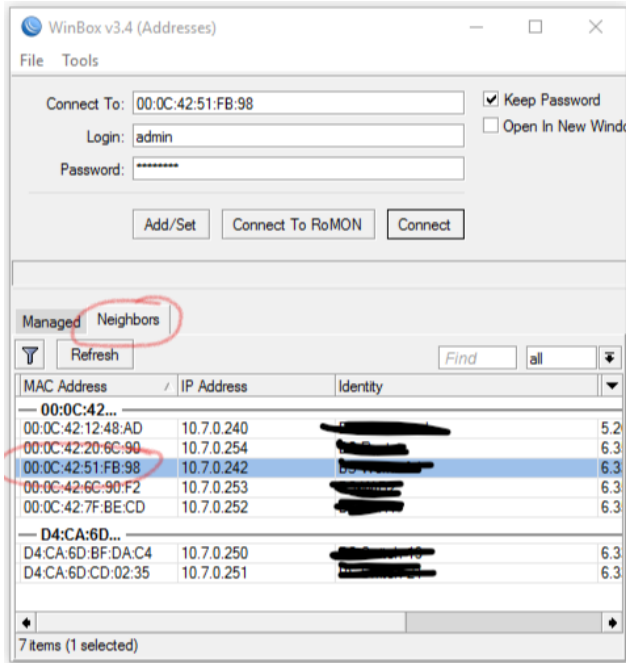 WinBox v3.4 (Addresses)
File Tools
Connect To: 00:0C:42:51:FB:98 Keep Password
Login: admin Open In New Windo
Password: ********
Add/Set Connect To RoMON Connect
Managed Neighbors
Refresh Find all
MAC Address IP Address Identity
00:0C:42...
00:0C:42:12:48:AD 10.7.0.240 5.2
00:0C:42:20:6C:90 10.7.0.254 6.3
00:0C:42:51:FB:98 10.7.0.242 6.3
00:0C:42:6C:90:F2 10.7.0.253 6.3
00:0C:42:7F:BE:CD 10.7.0.252 6.3
D4:CA:6D...
D4:CA:6D:BF:DA:C4 10.7.0.250 6.3
D4:CA:6D:CD:02:35 10.7.0.251 6.3
7 items (1 selected)